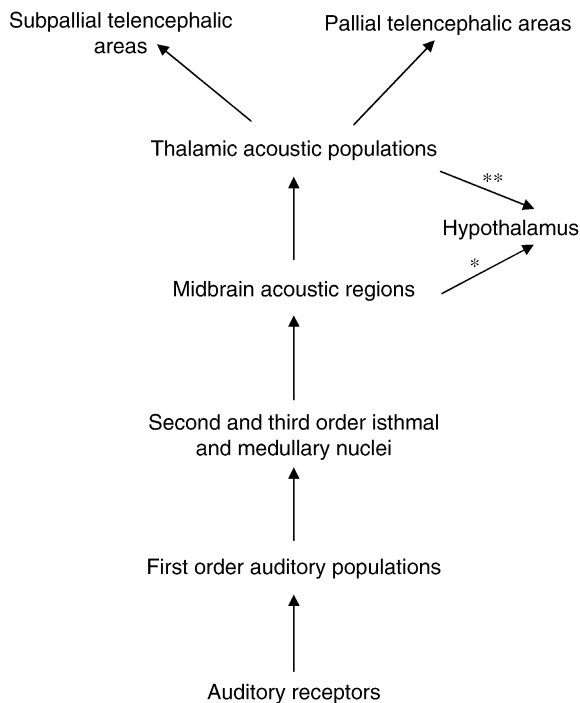 Subpallial telencephalic
areas
Pallial telencephalic areas
Thalamic acoustic populations
**
Hypothalamus
*
Midbrain acoustic regions
Second and third order isthmal
and medullary nuclei
First order auditory populations
Auditory receptors